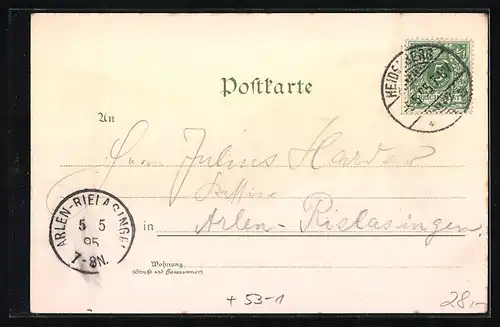 HEIDELBERG
5
Postkarte
An
Herrn Julius Harder
in Arlen-Rielasingen
ARLEN-RIELASINGEN
5 5
95
7-8N.
Wohnung
(Straße und Hausnummer)
+ 53-1
28,-